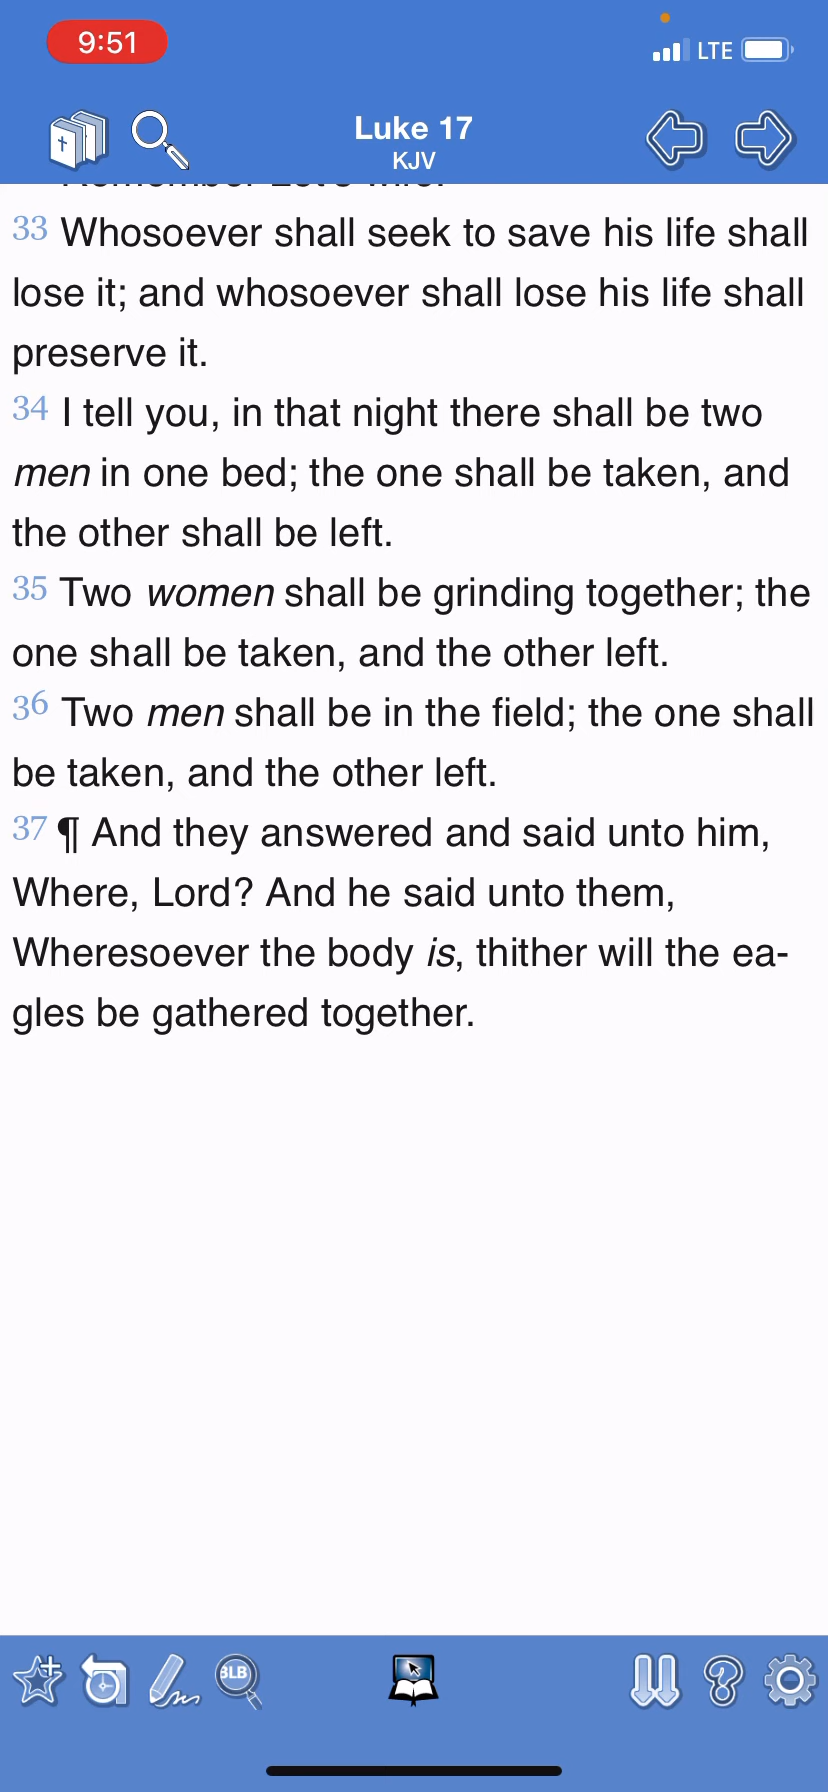 9:51
LTE
Luke 17
KJV
Remember Lot's wife.
33 Whosoever shall seek to save his life shall
lose it; and whosoever shall lose his life shall
preserve it.
34 I tell you, in that night there shall be two
men in one bed; the one shall be taken, and
the other shall be left.
35 Two women shall be grinding together; the
one shall be taken, and the other left.
36 Two men shall be in the field; the one shall
be taken, and the other left.
37 ¶ And they answered and said unto him,
Where, Lord? And he said unto them,
Wheresoever the body is, thither will the ea-
gles be gathered together.
BLB